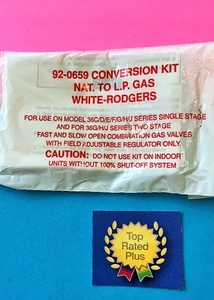 92-0659 CONVERSION KIT
NAT. TO L.P. GAS
WHITE-RODGERS
FOR USE ON MODEL 36C/D/E/F/G/HU SERIES SINGLE STAGE
AND FOR 36G/HU SERIES TWO STAGE
FAST AND SLOW OPEN COMBINATION GAS VALVES
WITH FIELD ADJUSTABLE REGULATOR ONLY.
CAUTION: DO NOT USE KIT ON INDOOR
UNITS WITHOUT 100% SHUT-OFF SYSTEM
Top
Rated
Plus